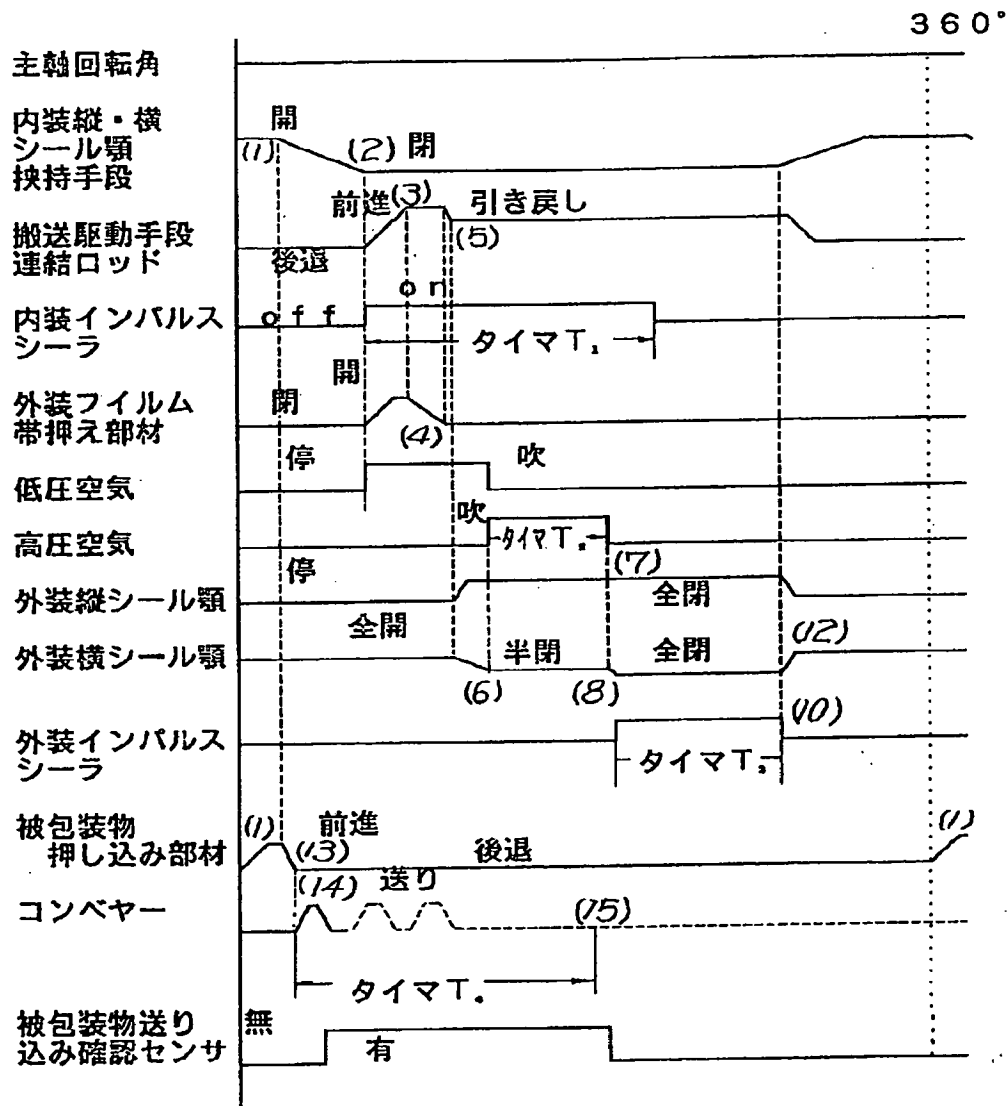 360°
主軸回転角
内装縦・横
シール顎
挟持手段
開
(1)
(2) 閉
搬送駆動手段
連結ロッド
前進(3)
引き戻し
(5)
後退
内装インパルス
シーラ
on
off
タイマT₁
外装フイルム
帯押え部材
開
閉
(4)
低圧空気
停
吹
高圧空気
吹
タイマT₂
停
(7)
外装縦シール顎
全閉
外装横シール顎
全開
半閉
全閉
(12)
(6)
(8)
外装インパルス
シーラ
(10)
タイマT₃
被包装物
押し込み部材
(1)
前進
(13)
後退
(1)
コンベヤー
(14)
送り
(15)
タイマT₄
被包装物送り
込み確認センサ
無
有